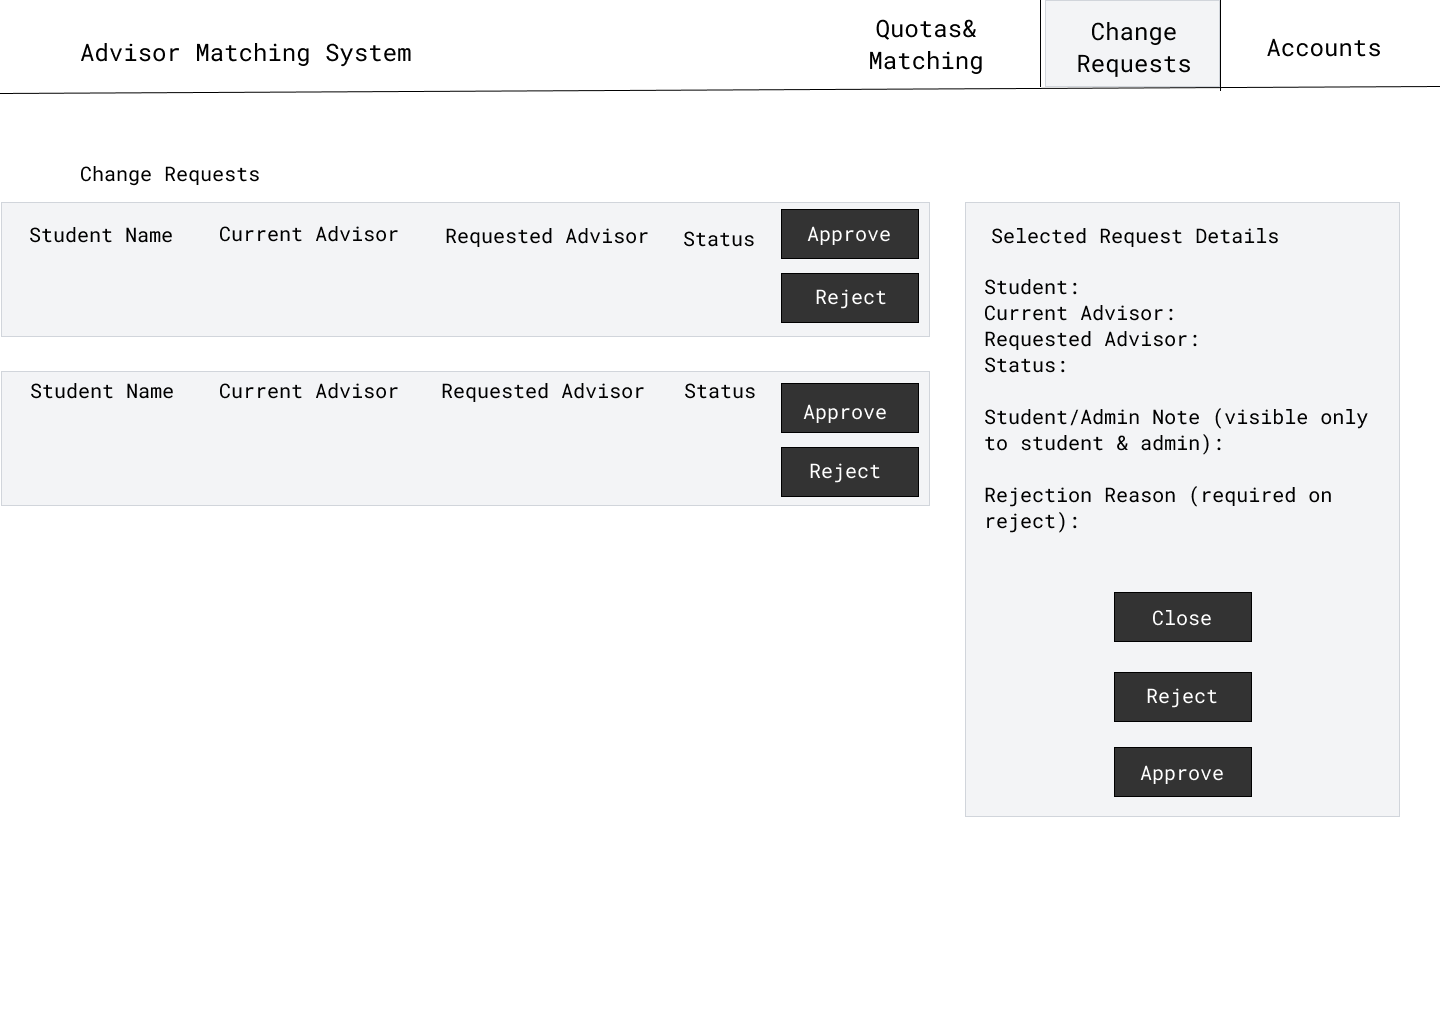 Advisor Matching System
Quotas&
Matching
Change
Requests
Accounts
Change Requests
Student Name Current Advisor Requested Advisor Status Approve
Reject
Student Name Current Advisor Requested Advisor Status Approve
Reject
Selected Request Details
Student:
Current Advisor:
Requested Advisor:
Status:
Student/Admin Note (visible only
to student & admin):
Rejection Reason (required on
reject):
Close
Reject
Approve